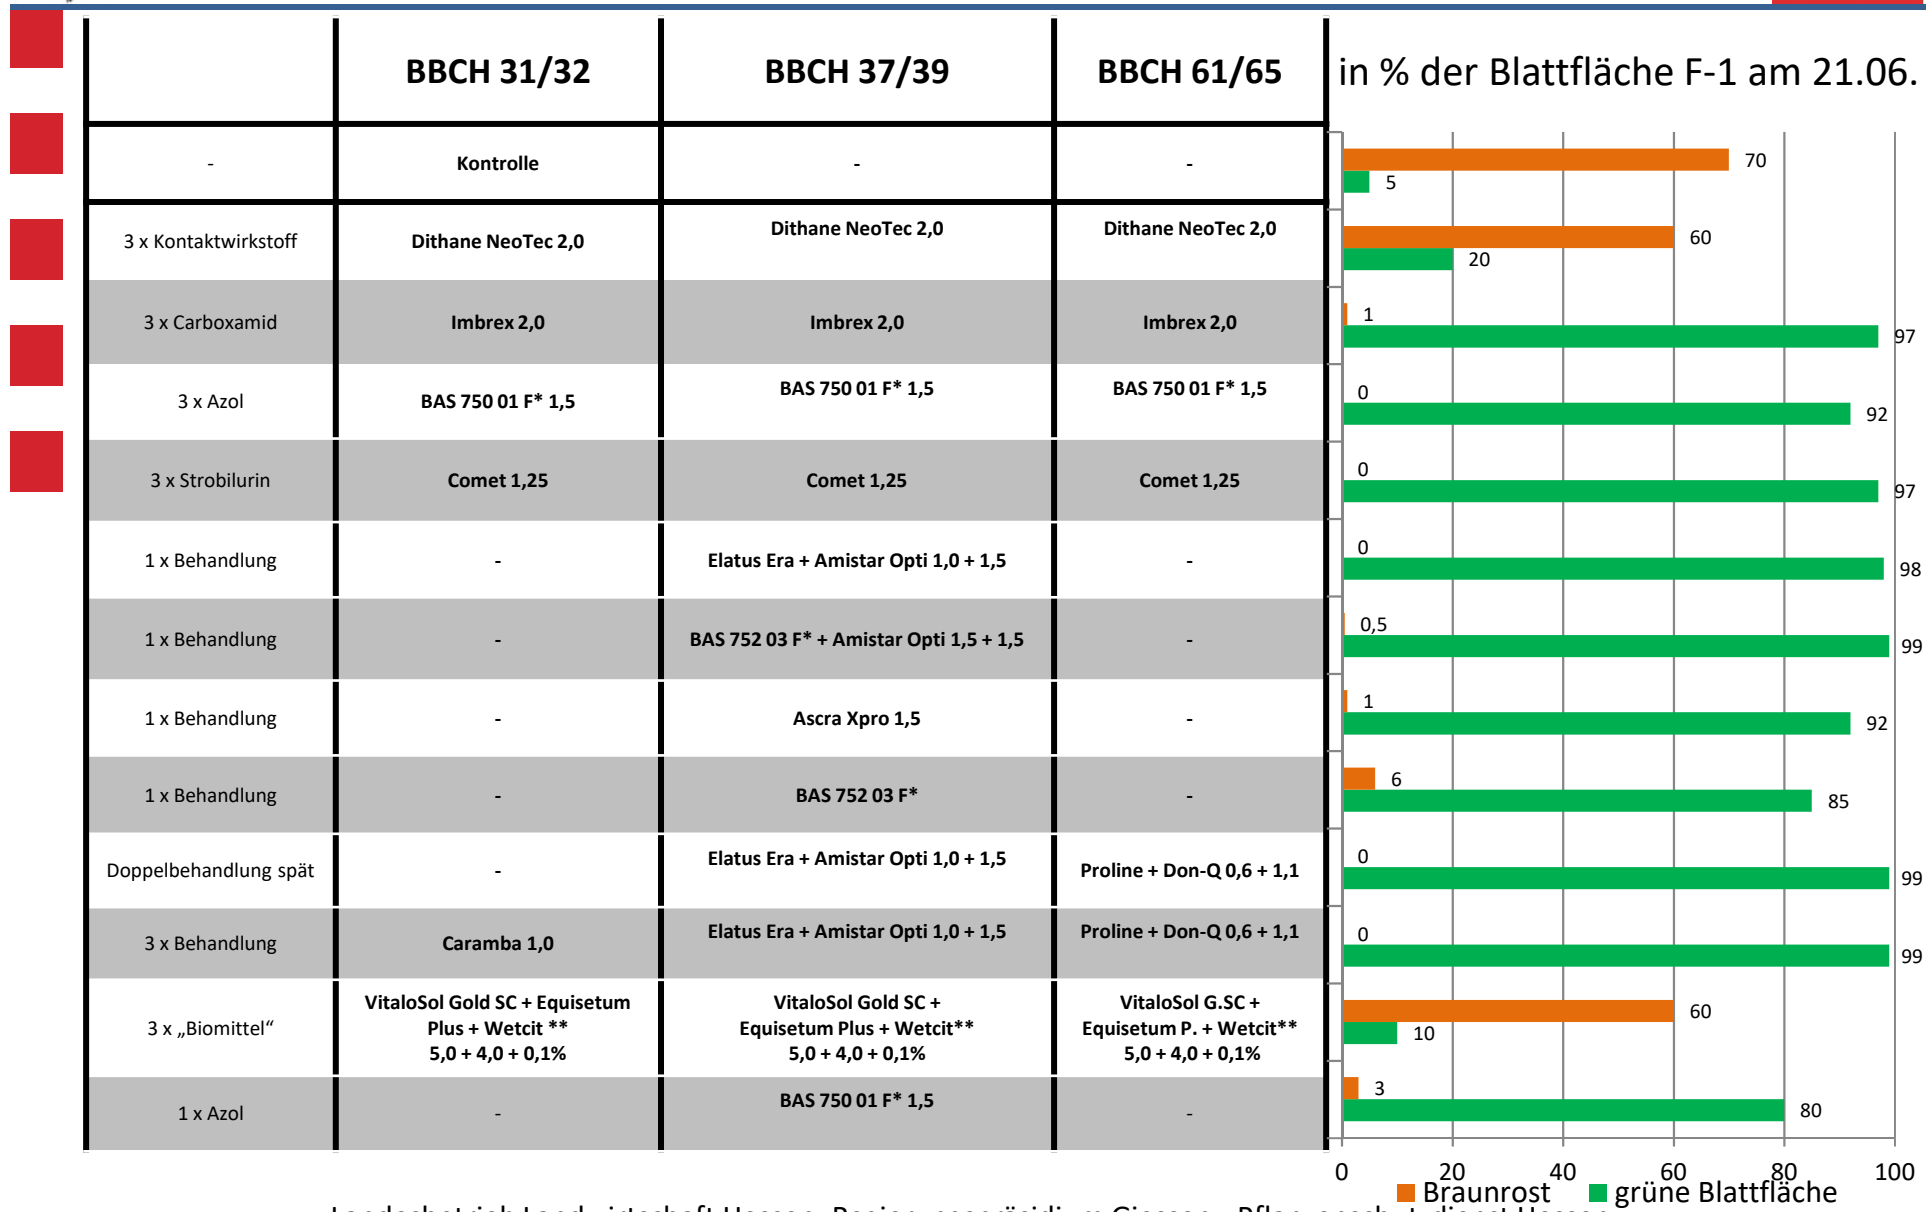 BBCH 31/32 BBCH 37/39 BBCH 61/65 in % der Blattfläche F-1 am 21.06.
- Kontrolle - - 70
5
3 x Kontaktwirkstoff Dithane NeoTec 2,0 Dithane NeoTec 2,0 Dithane NeoTec 2,0 60
20
3 x Carboxamid Imbrex 2,0 Imbrex 2,0 Imbrex 2,0 1
97
3 x Azol BAS 750 01 F* 1,5 BAS 750 01 F* 1,5 BAS 750 01 F* 1,5 0
92
3 x Strobilurin Comet 1,25 Comet 1,25 Comet 1,25 0
97
1 x Behandlung - Elatus Era + Amistar Opti 1,0 + 1,5 - 0
98
1 x Behandlung - BAS 752 03 F* + Amistar Opti 1,5 + 1,5 - 0,5
99
1 x Behandlung - Ascra Xpro 1,5 - 1
92
1 x Behandlung - BAS 752 03 F* - 6
85
Doppelbehandlung spät - Elatus Era + Amistar Opti 1,0 + 1,5 Proline + Don-Q 0,6 + 1,1 0
99
3 x Behandlung Caramba 1,0 Elatus Era + Amistar Opti 1,0 + 1,5 Proline + Don-Q 0,6 + 1,1 0
99
3 x „Biomittel“ VitaloSol Gold SC + Equisetum VitaloSol Gold SC + VitaloSol G.SC + 60
Plus + Wetcit ** Equisetum Plus + Wetcit** Equisetum P. + Wetcit** 10
5,0 + 4,0 + 0,1% 5,0 + 4,0 + 0,1% 5,0 + 4,0 + 0,1%
1 x Azol - BAS 750 01 F* 1,5 - 3
80
0 20 40 60 80 100
Braunrost grüne Blattfläche